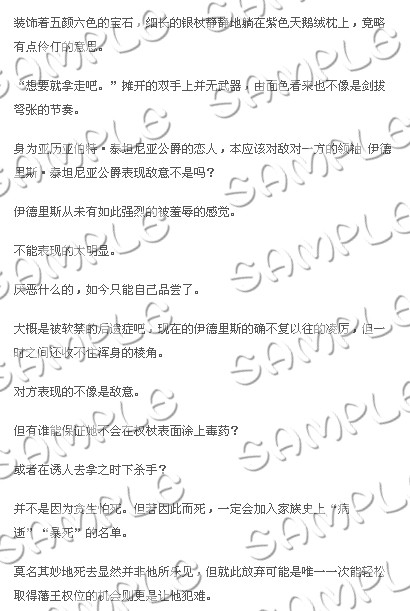 装饰着五颜六色的宝石，细长的银杖静静地躺在紫色天鹅绒枕上，竟略
有点伶仃的意思。
“想要就拿走吧。”摊开的双手上并无武器，由面色看来也不像是剑拔
弩张的节奏。
身为亚历亚伯特·泰坦尼亚公爵的恋人，本应该对敌对一方的领袖 伊德
里斯·泰坦尼亚公爵表现敌意不是吗？
伊德里斯从未有如此强烈的被羞辱的感觉。
不能表现的太明显。
厌恶什么的，如今只能自己品尝了。
大概是被软禁的后遗症吧，现在的伊德里斯的确不复以往的凌厉，但一
时之间还收不住浑身的棱角。
对方表现的不像是敌意。
但有谁能保证她不会在权杖表面涂上毒药？
或者在诱人去拿之时下杀手？
并不是因为贪生怕死。但若因此而死，一定会加入家族史上“病
逝”“暴死”的名单。
莫名其妙地死去显然并非他所乐见，但就此放弃可能是唯一一次能轻松
取得藩王权位的机会则更是让他犯难。
SAMPLE
SAMPLE
SAMPLE
SAMPLE
SAMPLE
SAMPLE
SAMPLE
SAMPLE